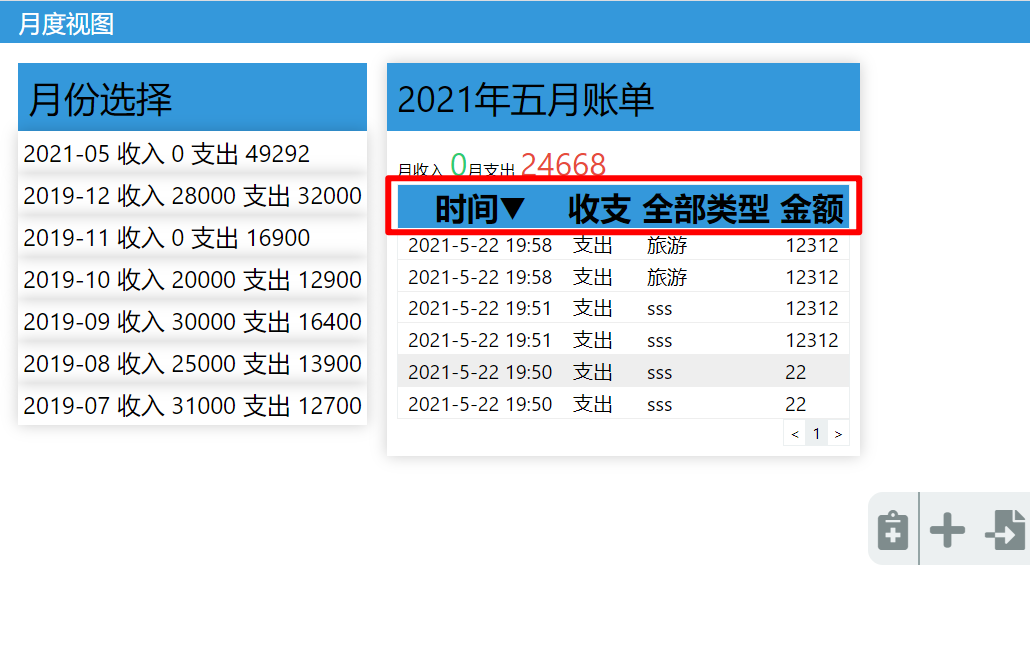 月度视图
月份选择
2021-05 收入 0 支出 49292
2019-12 收入 28000 支出 32000
2019-11 收入 0 支出 16900
2019-10 收入 20000 支出 12900
2019-09 收入 30000 支出 16400
2019-08 收入 25000 支出 13900
2019-07 收入 31000 支出 12700
2021年五月账单
月收入 0月支出 24668
时间▼ 收支 全部类型 金额
2021-5-22 19:58 支出 旅游 12312
2021-5-22 19:58 支出 旅游 12312
2021-5-22 19:51 支出 sss 12312
2021-5-22 19:51 支出 sss 12312
2021-5-22 19:50 支出 sss 22
2021-5-22 19:50 支出 sss 22
< 1 >